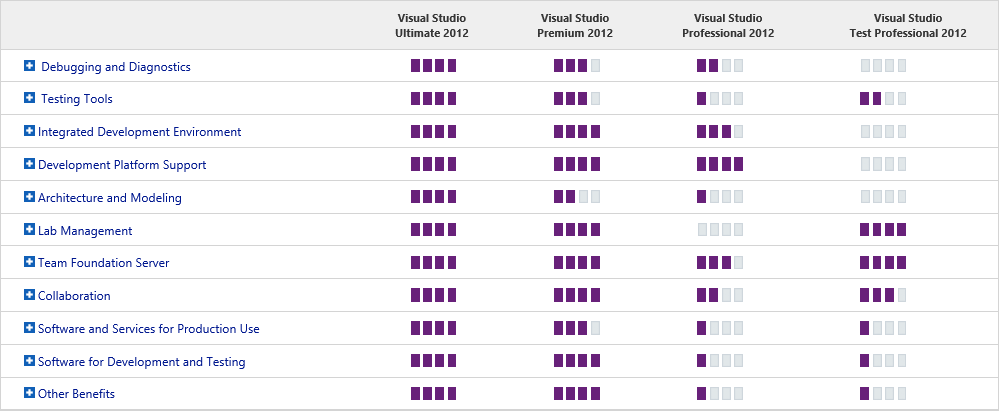 Visual Studio Visual Studio Visual Studio Visual Studio
Ultimate 2012 Premium 2012 Professional 2012 Test Professional 2012
Debugging and Diagnostics
Testing Tools
Integrated Development Environment
Development Platform Support
Architecture and Modeling
Lab Management
Team Foundation Server
Collaboration
Software and Services for Production Use
Software for Development and Testing
Other Benefits